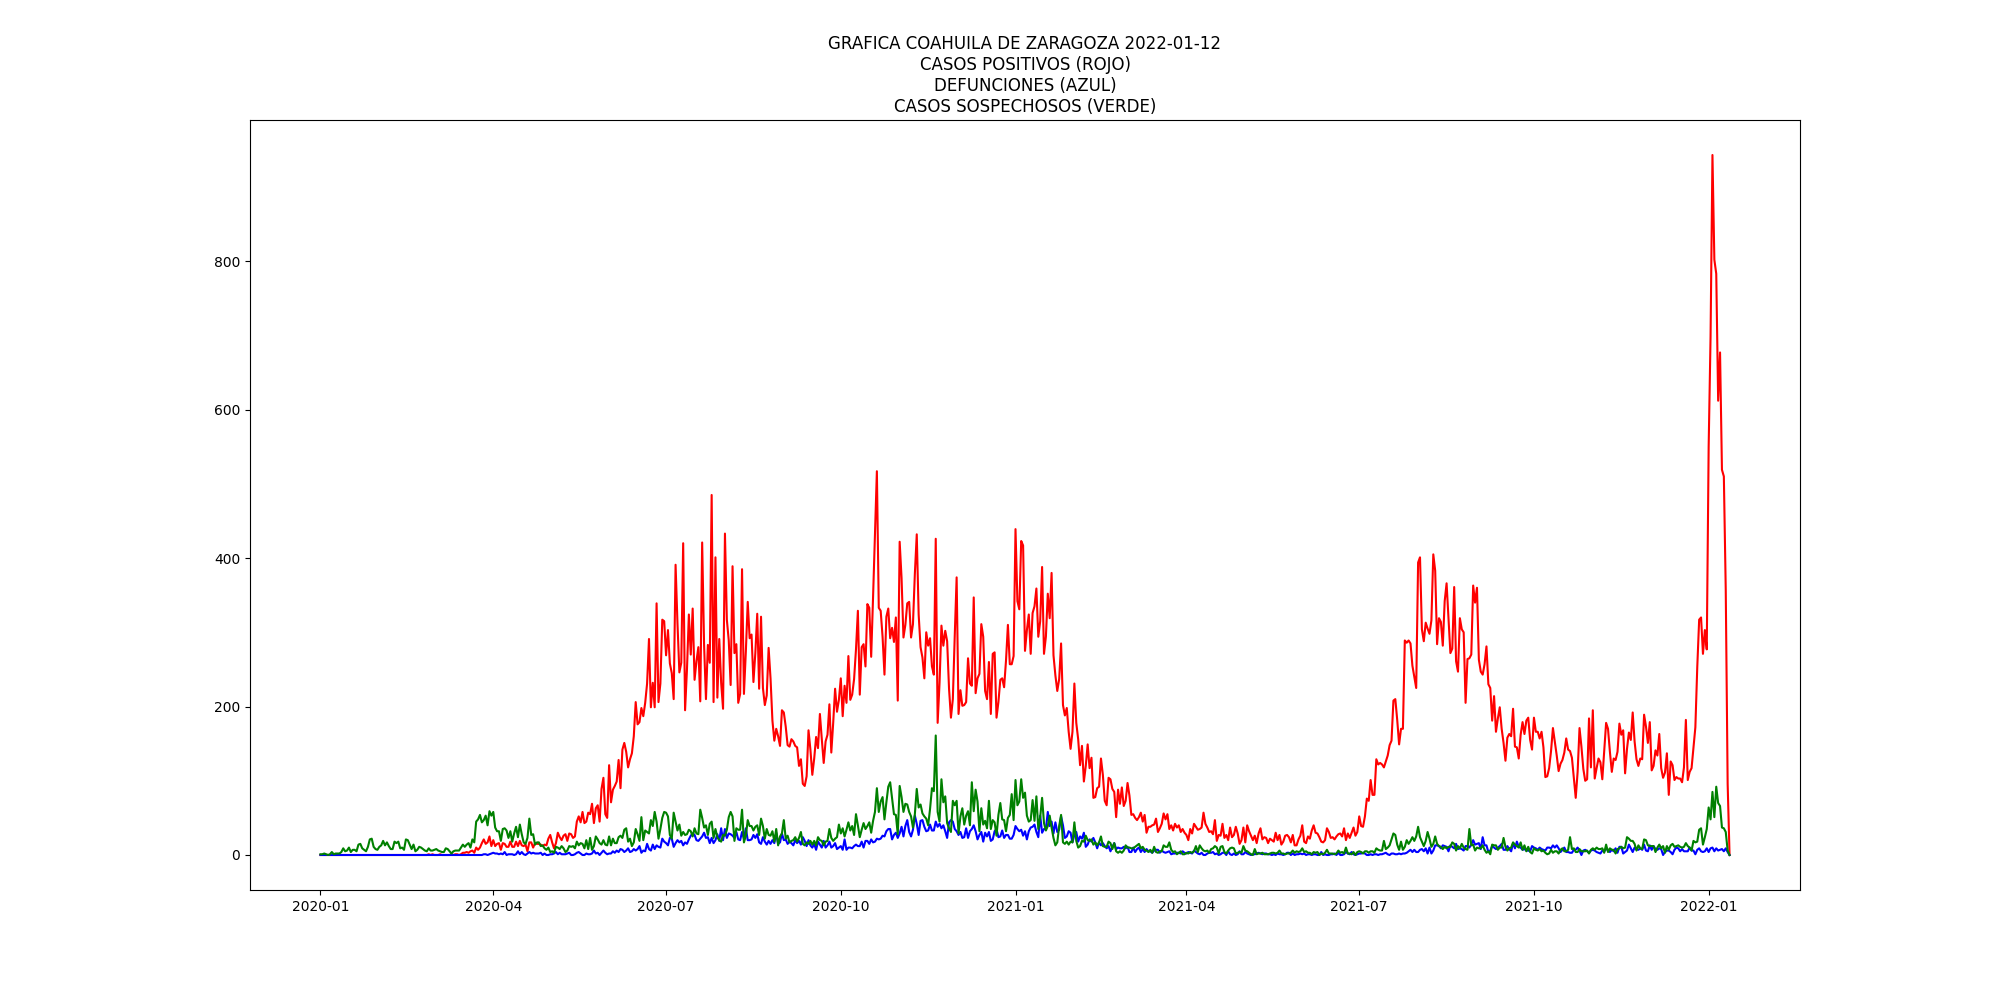 GRAFICA COAHUILA DE ZARAGOZA 2022-01-12
CASOS POSITIVOS (ROJO)
DEFUNCIONES (AZUL)
CASOS SOSPECHOSOS (VERDE)
800
600
400
200
0
2020-01 2020-04 2020-07 2020-10 2021-01 2021-04 2021-07 2021-10 2022-01